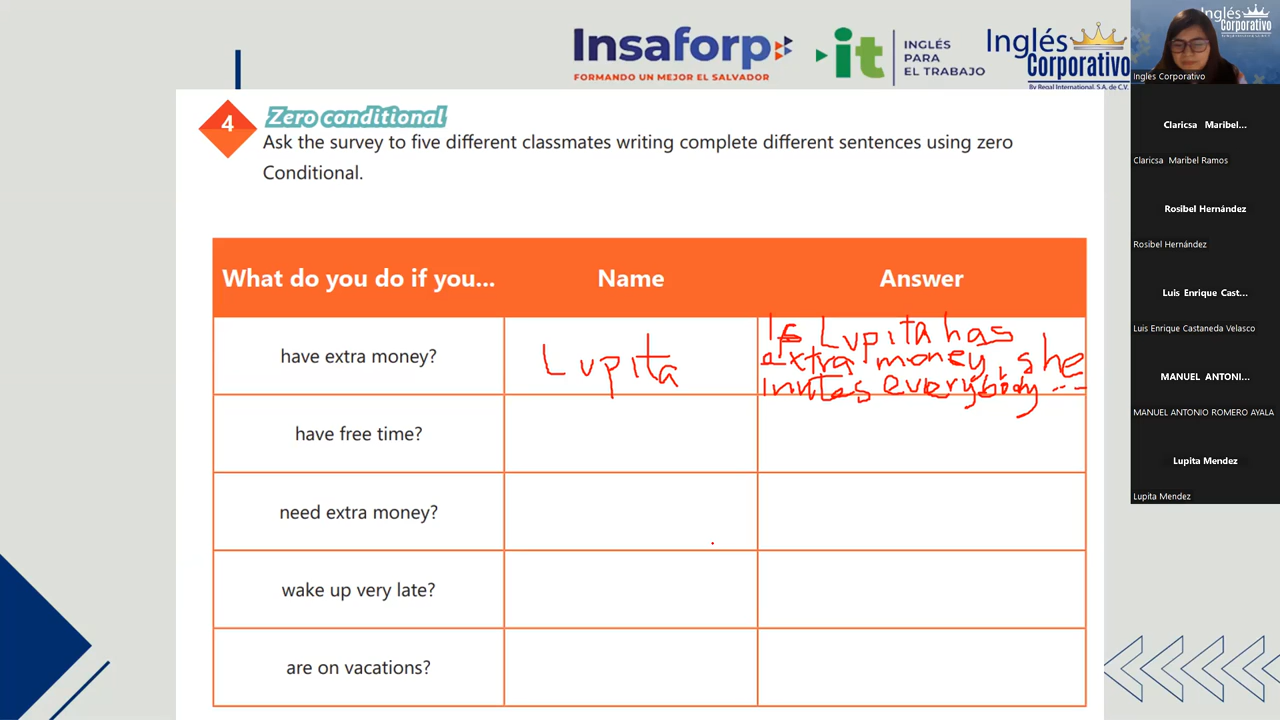 Insaforp
FORMANDO UN MEJOR EL SALVADOR
it
INGLÉS
PARA
EL TRABAJO
Inglés
Corporativo
By Regal International, S.A. de C.V.
Inglés
Corporativo
Ingles Corporativo
4
Zero conditional
Ask the survey to five different classmates writing complete different sentences using zero
Conditional.
What do you do if you... Name Answer
have extra money? Lupita If Lupita has
extra money, she
invites everybody ---
have free time?
need extra money?
wake up very late?
are on vacations?
Claricsa Maribel...
Claricsa Maribel Ramos
Rosibel Hernández
Rosibel Hernández
Luis Enrique Cast...
Luis Enrique Castaneda Velasco
MANUEL ANTONI...
MANUEL ANTONIO ROMERO AYALA
Lupita Mendez
Lupita Mendez